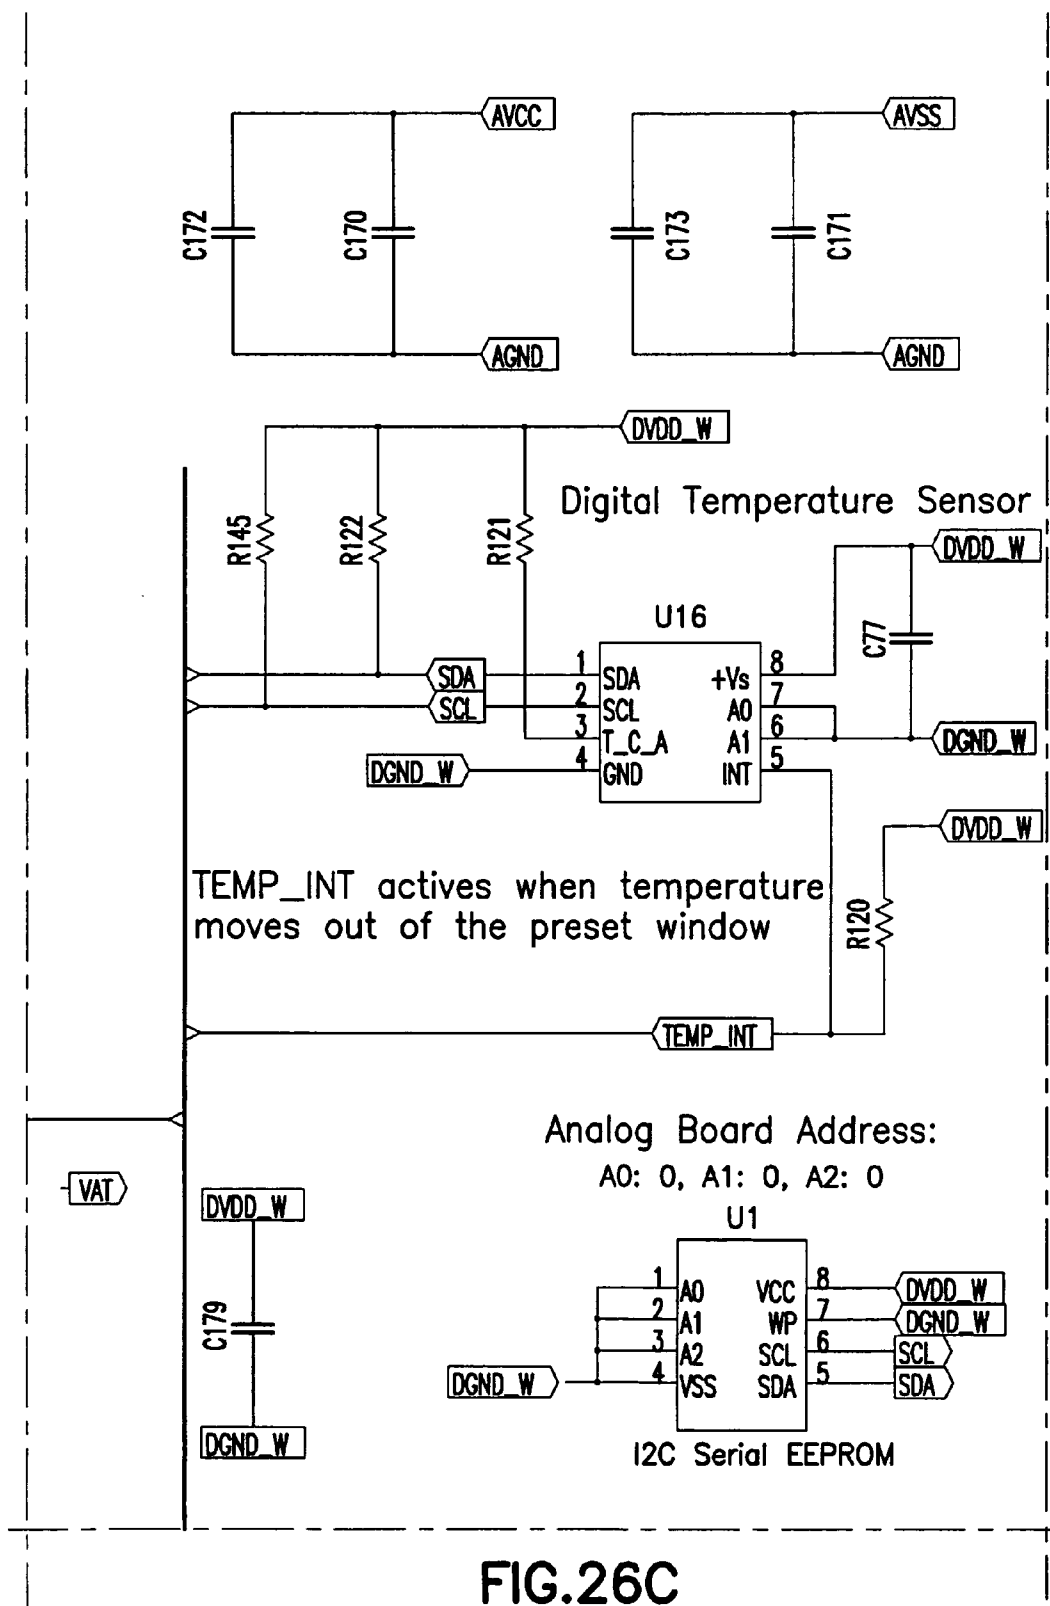 AVCC
AVSS
C172
C170
C173
C171
AGND
AGND
DVDD_W
Digital Temperature Sensor
R145
R122
R121
DVDD_W
U16
C77
SDA
1
SDA
+Vs
8
SCL
2
SCL
A0
7
3
T_C_A
A1
6
DGND_W
DGND_W
4
GND
INT
5
DVDD_W
TEMP_INT actives when temperature
moves out of the preset window
R120
TEMP_INT
Analog Board Address:
A0: 0, A1: 0, A2: 0
VAT
DVDD_W
U1
1
A0
VCC
8
DVDD_W
2
A1
WP
7
DGND_W
C179
3
A2
SCL
6
SCL
DGND_W
4
VSS
SDA
5
SDA
DGND_W
I2C Serial EEPROM
FIG.26C